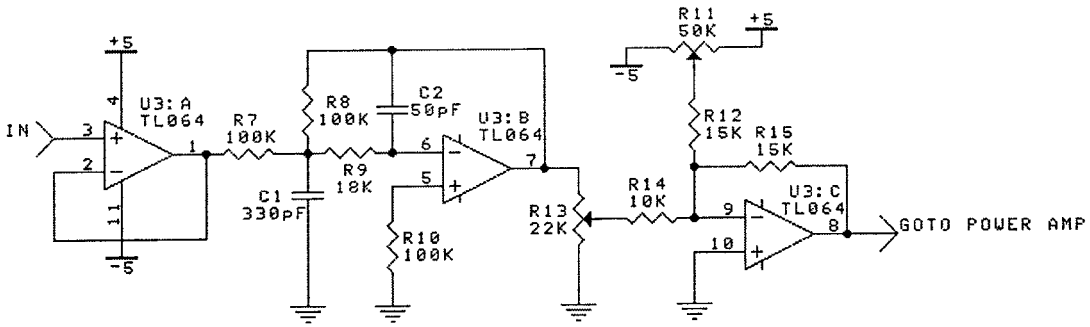 +5
4
U3:A
TL064
IN
3
+
2
−
1
11
-5
R7
100K
R8
100K
C2
50pF
R9
18K
C1
330pF
U3:B
TL064
6
−
5
+
7
R10
100K
R13
22K
R14
10K
R11
50K
+5
-5
R12
15K
R15
15K
U3:C
TL064
9
−
10
+
8
GOTO POWER AMP